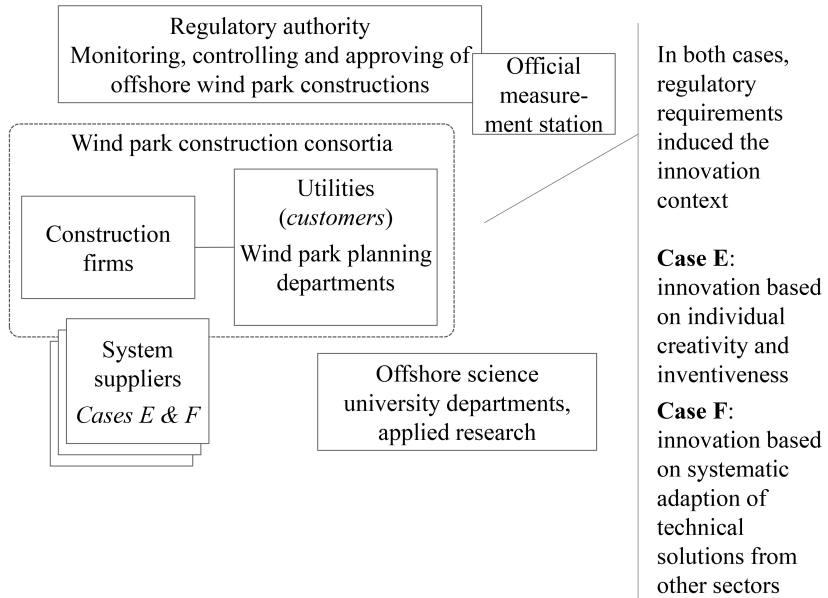 Regulatory authority
Monitoring, controlling and approving of
offshore wind park constructions
Official
measure-
ment station
Wind park construction consortia
Construction
firms
Utilities
(customers)
Wind park planning
departments
System
suppliers
Cases E & F
Offshore science
university departments,
applied research
In both cases,
regulatory
requirements
induced the
innovation
context
Case E:
innovation based
on individual
creativity and
inventiveness
Case F:
innovation based
on systematic
adaption of
technical
solutions from
other sectors